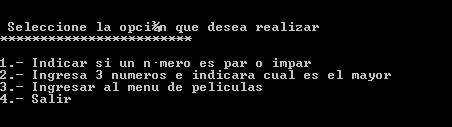 Seleccione la opci¾n que desea realizar
*************************
1.- Indicar si un n·mero es par o impar
2.- Ingresa 3 numeros e indicara cual es el mayor
3.- Ingresar al menu de peliculas
4.- Salir